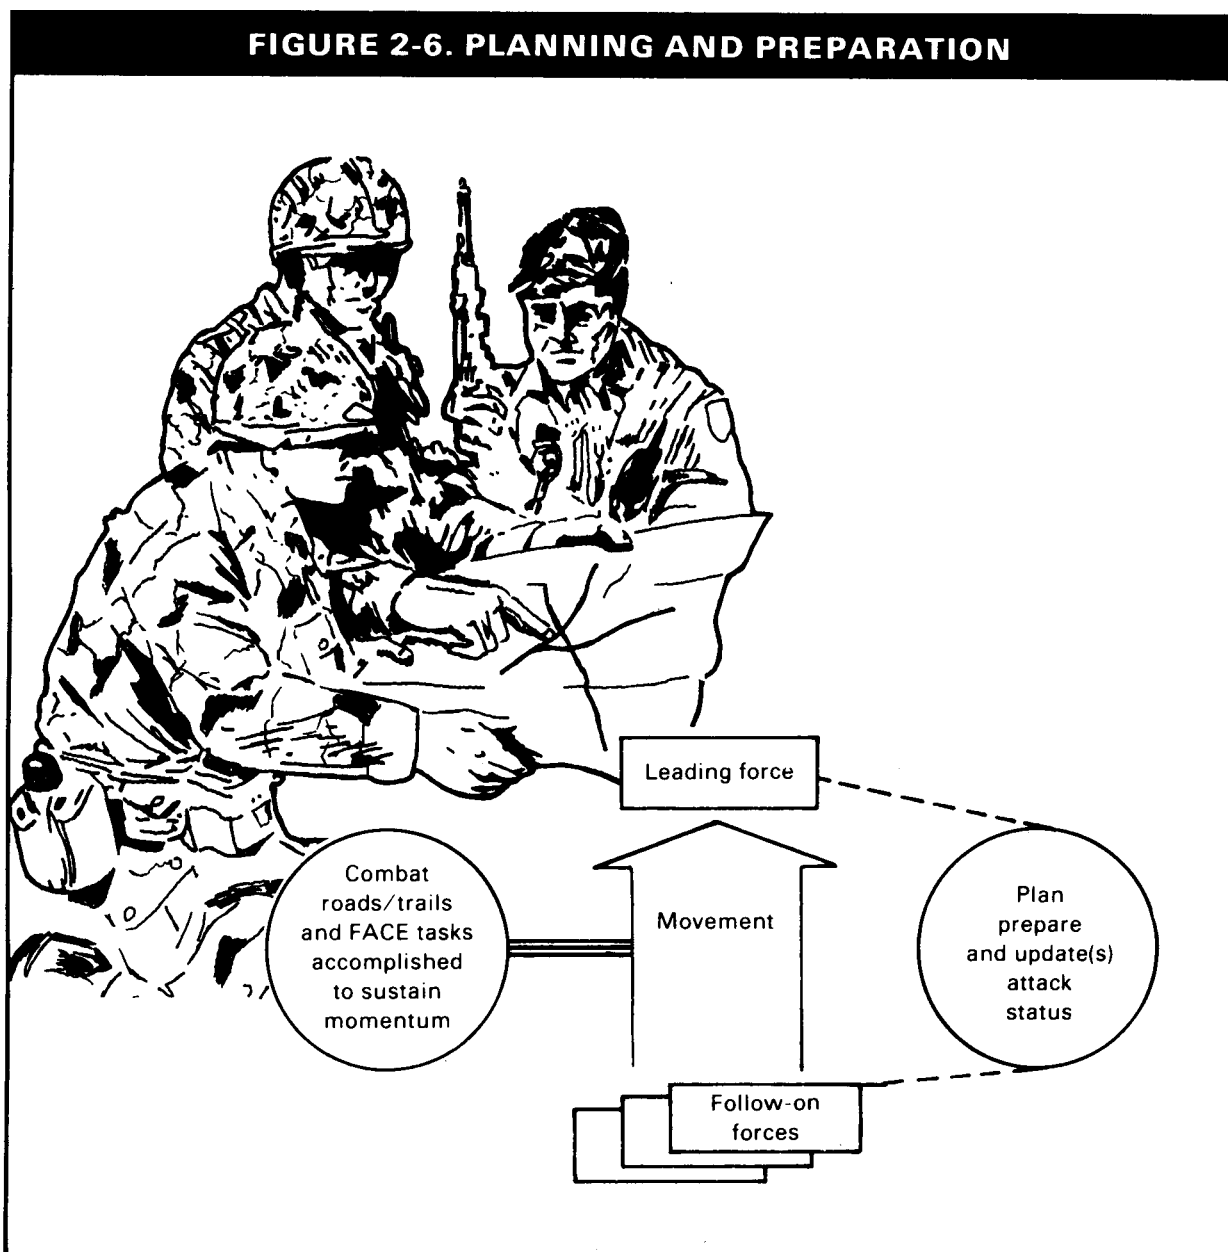 FIGURE 2-6. PLANNING AND PREPARATION
Leading force
Combat
roads/trails
and FACE tasks
accomplished
to sustain
momentum
Movement
Plan
prepare
and update(s)
attack
status
Follow-on
forces